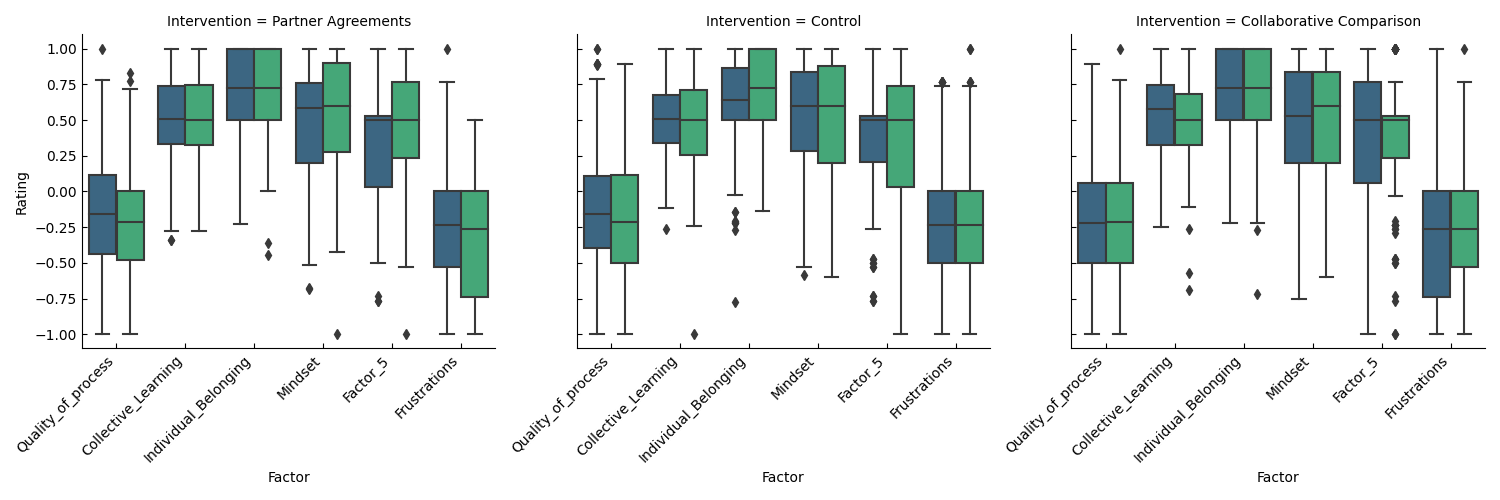 Intervention = Partner Agreements
Intervention = Control
Intervention = Collaborative Comparison
Rating
1.00
0.75
0.50
0.25
0.00
−0.25
−0.50
−0.75
−1.00
Quality_of_process
Collective_Learning
Individual_Belonging
Mindset
Factor_5
Frustrations
Quality_of_process
Collective_Learning
Individual_Belonging
Mindset
Factor_5
Frustrations
Quality_of_process
Collective_Learning
Individual_Belonging
Mindset
Factor_5
Frustrations
Factor
Factor
Factor